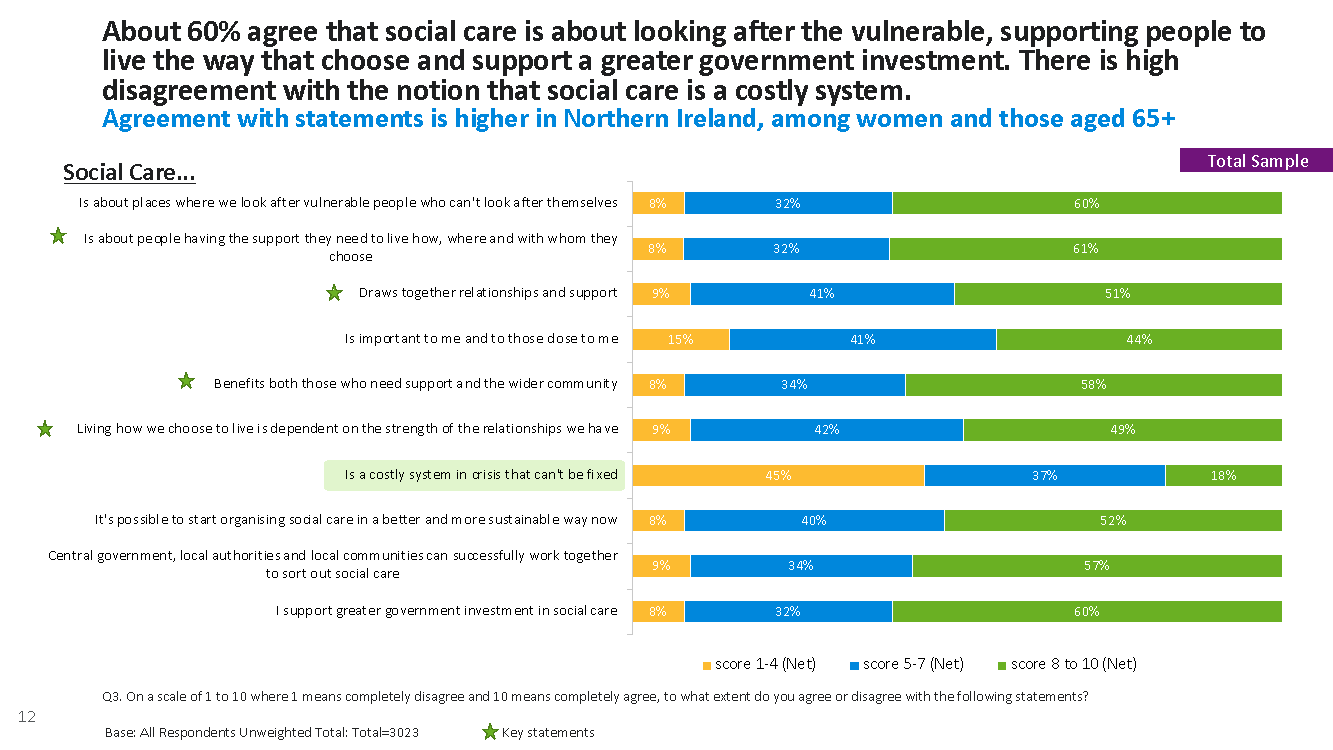 About 60% agree that social care is about looking after the vulnerable, supporting people to
live the way that choose and support a greater government investment. There is high
disagreement with the notion that social care is a costly system.
Agreement with statements is higher in Northern Ireland, among women and those aged 65+
Total Sample
Social Care...
Is about places where we look after vulnerable people who can't look after themselves
8% 32% 60%
Is about people having the support they need to live how, where and with whom they
choose
8% 32% 61%
Draws together relationships and support
9% 41% 51%
Is important to me and to those close to me
15% 41% 44%
Benefits both those who need support and the wider community
8% 34% 58%
Living how we choose to live is dependent on the strength of the relationships we have
9% 42% 49%
Is a costly system in crisis that can't be fixed
45% 37% 18%
It's possible to start organising social care in a better and more sustainable way now
8% 40% 52%
Central government, local authorities and local communities can successfully work together
to sort out social care
9% 34% 57%
I support greater government investment in social care
8% 32% 60%
score 1-4 (Net) score 5-7 (Net) score 8 to 10 (Net)
Q3. On a scale of 1 to 10 where 1 means completely disagree and 10 means completely agree, to what extent do you agree or disagree with the following statements?
12
Base: All Respondents Unweighted Total: Total=3023
Key statements